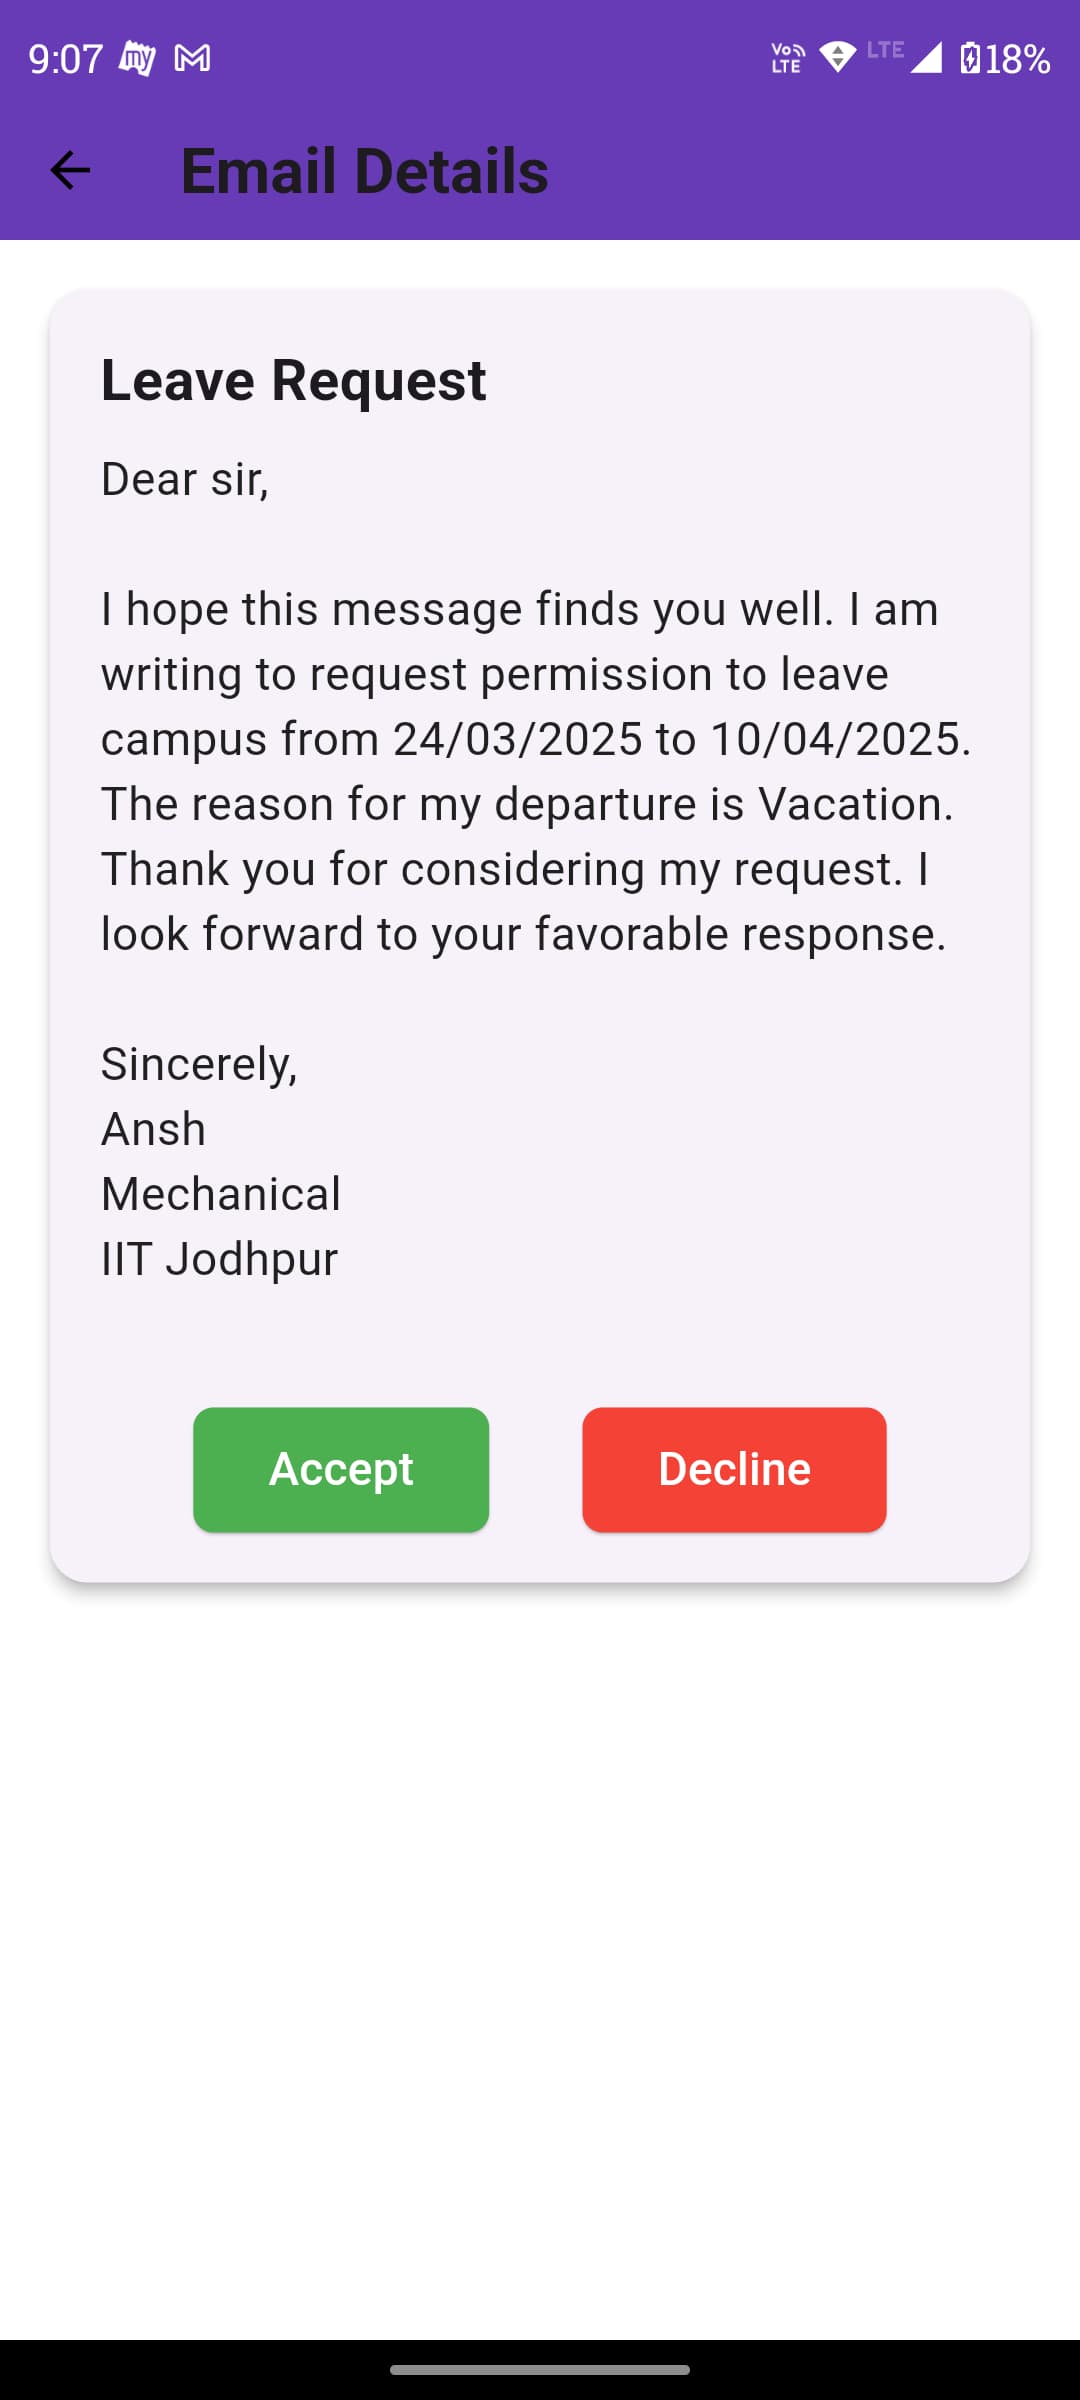 9:07 my VoLTE LTE 18%
Email Details
Leave Request
Dear sir,
I hope this message finds you well. I am
writing to request permission to leave
campus from 24/03/2025 to 10/04/2025.
The reason for my departure is Vacation.
Thank you for considering my request. I
look forward to your favorable response.
Sincerely,
Ansh
Mechanical
IIT Jodhpur
Accept Decline